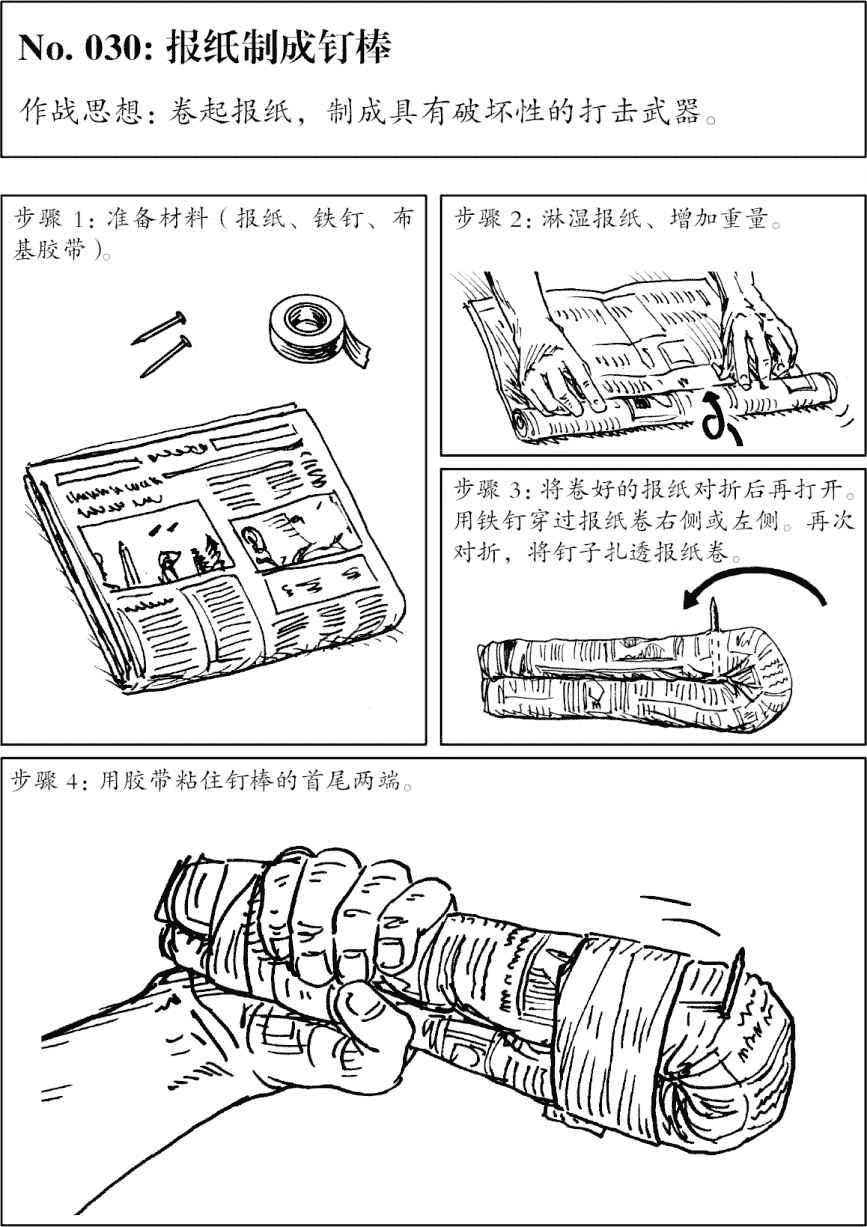 No. 030: 报纸制成钉棒
作战思想：卷起报纸，制成具有破坏性的打击武器。
步骤 1：准备材料（报纸、铁钉、布
基胶带）。
步骤 2：淋湿报纸、增加重量。
步骤 3：将卷好的报纸对折后再打开。
用铁钉穿过报纸卷右侧或左侧。再次
对折，将钉子扎透报纸卷。
步骤 4：用胶带粘住钉棒的首尾两端。